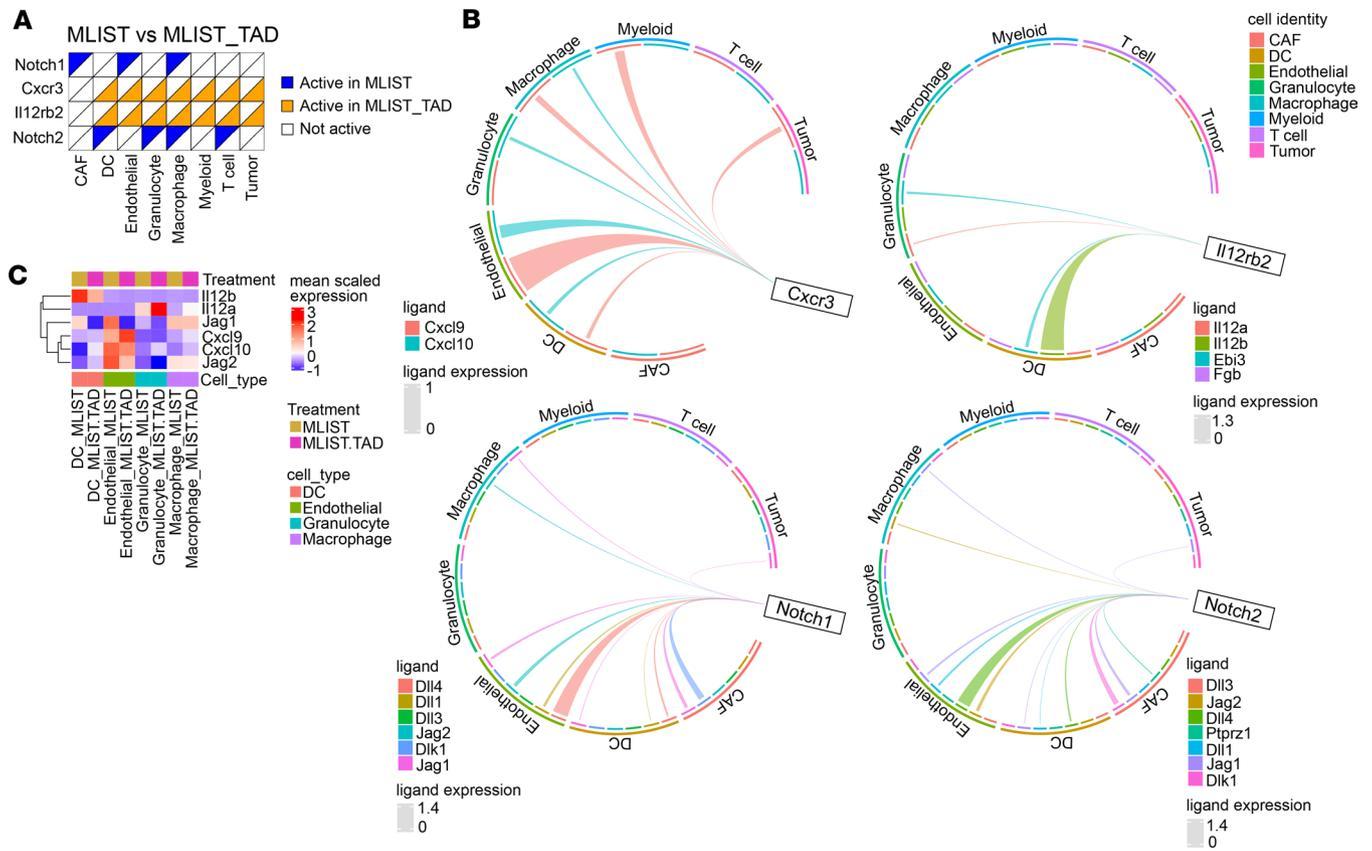 A
MLIST vs MLIST_TAD
Notch1
Cxcr3
Il12rb2
Notch2
CAF
DC
Endothelial
Granulocyte
Macrophage
Myeloid
T cell
Tumor
Active in MLIST
Active in MLIST_TAD
Not active
B
Myeloid
T cell
Macrophage
Tumor
Granulocyte
Endothelial
DC
CAF
Cxcr3
ligand
Cxcl9
Cxcl10
ligand expression
1
0
Myeloid
T cell
Macrophage
Tumor
Granulocyte
Endothelial
DC
CAF
Il12rb2
cell identity
CAF
DC
Endothelial
Granulocyte
Macrophage
Myeloid
T cell
Tumor
ligand
Il12a
Il12b
Ebi3
Fgb
ligand expression
1.3
0
C
Treatment
Il12b
Il12a
Jag1
Cxcl9
Cxcl10
Jag2
Cell_type
DC_MLIST
DC_MLIST.TAD
Endothelial_MLIST
Endothelial_MLIST.TAD
Granulocyte_MLIST
Granulocyte_MLIST.TAD
Macrophage_MLIST
Macrophage_MLIST.TAD
mean scaled
expression
3
2
1
0
-1
Treatment
MLIST
MLIST.TAD
cell_type
DC
Endothelial
Granulocyte
Macrophage
Myeloid
T cell
Macrophage
Tumor
Granulocyte
Endothelial
DC
CAF
Notch1
ligand
Dll4
Dll1
Dll3
Jag2
Dlk1
Jag1
ligand expression
1.4
0
Myeloid
T cell
Macrophage
Tumor
Granulocyte
Endothelial
DC
CAF
Notch2
ligand
Dll3
Jag2
Dll4
Ptprz1
Dll1
Jag1
Dlk1
ligand expression
1.4
0